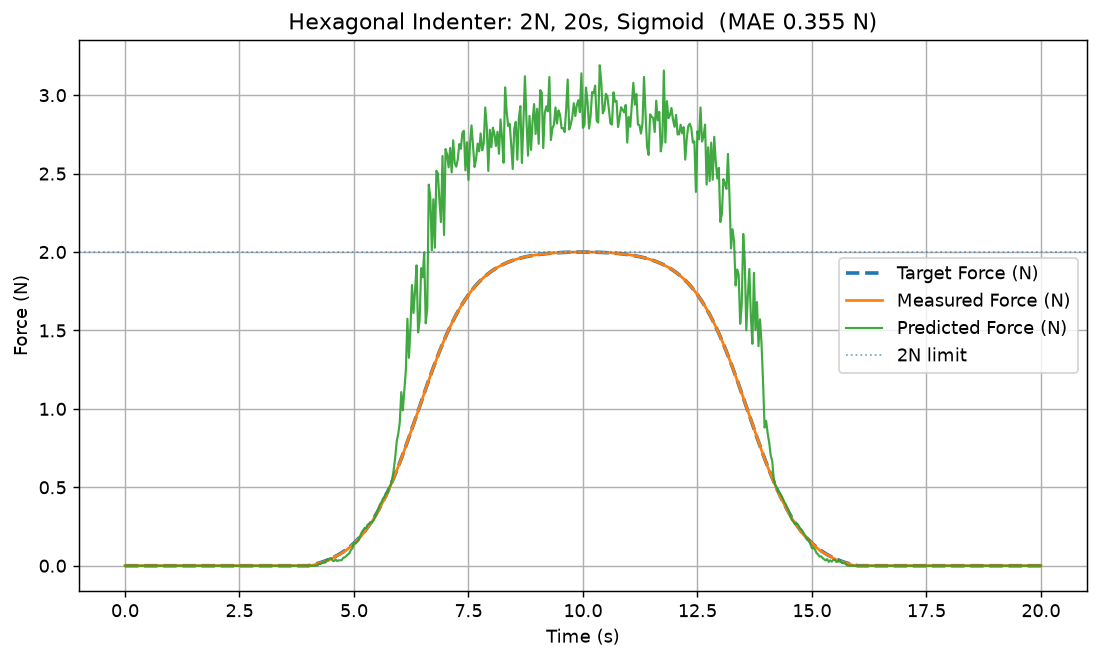 Hexagonal Indenter: 2N, 20s, Sigmoid  (MAE 0.355 N)
Force (N)
3.0
2.5
2.0
1.5
1.0
0.5
0.0
Target Force (N)
Measured Force (N)
Predicted Force (N)
2N limit
0.0 2.5 5.0 7.5 10.0 12.5 15.0 17.5 20.0
Time (s)